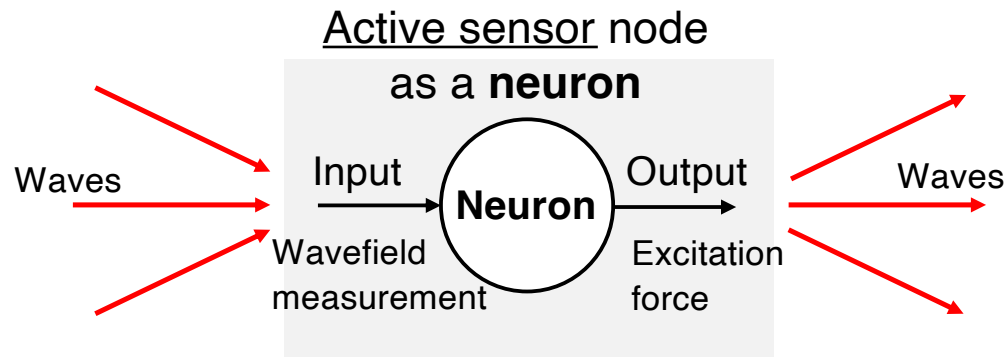 Active sensor node
as a neuron
Waves
Input
Neuron
Output
Waves
Wavefield
measurement
Excitation
force